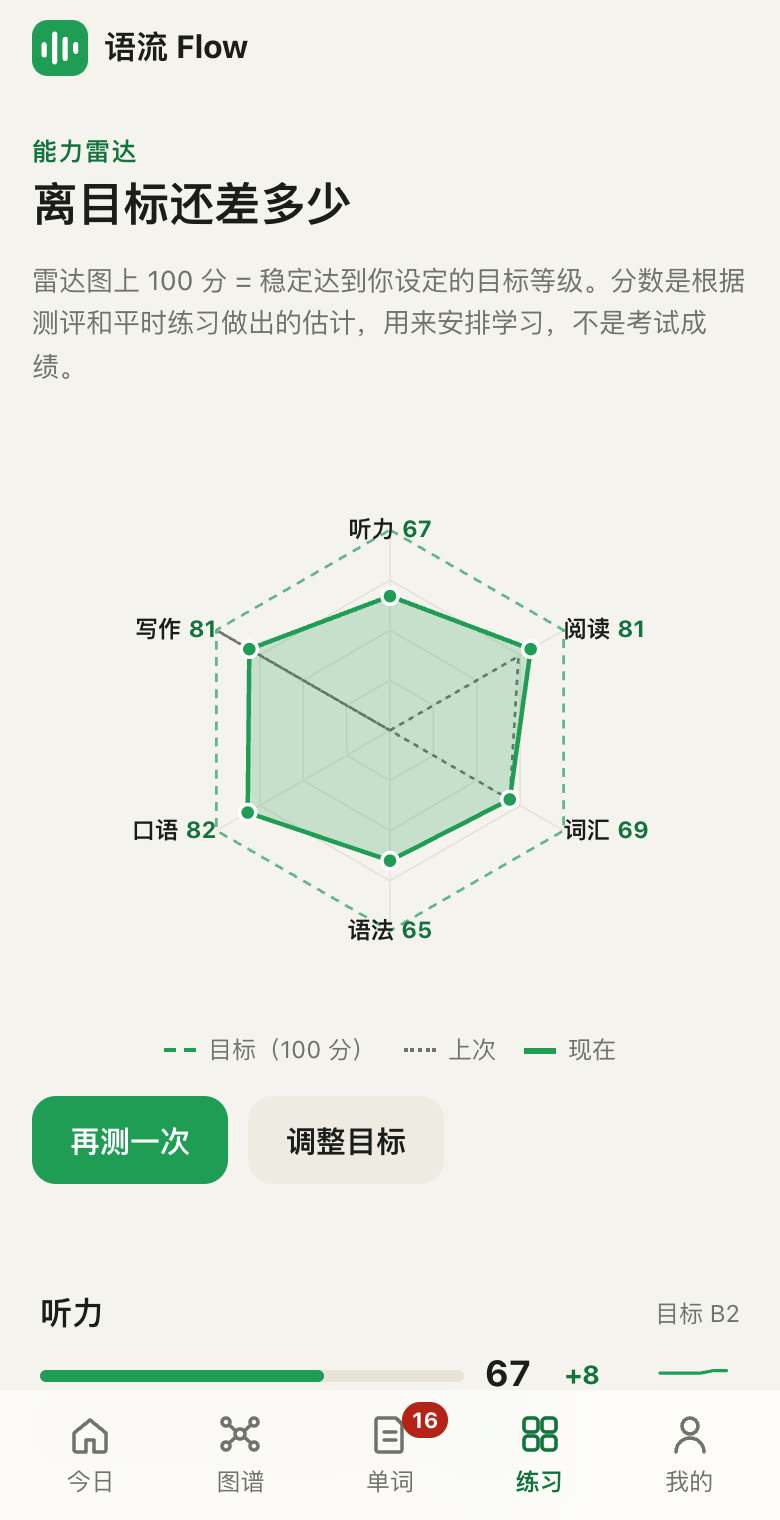 语流 Flow
能力雷达
离目标还差多少
雷达图上 100 分 = 稳定达到你设定的目标等级。分数是根据
测评和平时练习做出的估计，用来安排学习，不是考试成
绩。
听力 67
写作 81
阅读 81
口语 82
词汇 69
语法 65
目标（100 分） 上次 现在
再测一次 调整目标
听力 目标 B2
67 +8
16
今日 图谱 单词 练习 我的